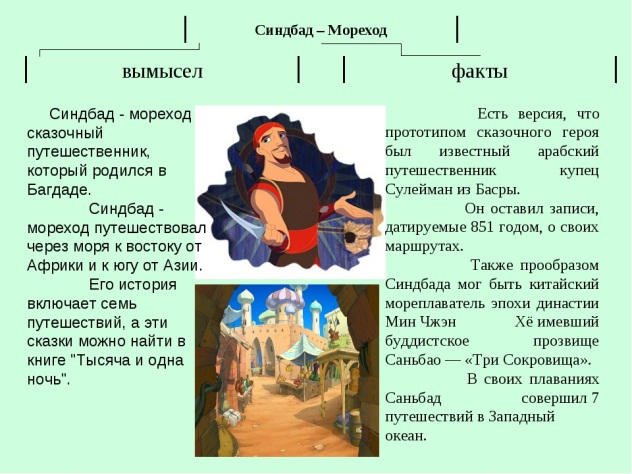 Синдбад – Мореход
вымысел
факты
Синдбад - мореход
сказочный
путешественник,
который родился в
Багдаде.
Синдбад -
мореход путешествовал
через моря к востоку от
Африки и к югу от Азии.
Его история
включает семь
путешествий, а эти
сказки можно найти в
книге "Тысяча и одна
ночь".
Есть версия, что
прототипом сказочного героя
был известный арабский
путешественник купец
Сулейман из Басры.
Он оставил записи,
датируемые 851 годом, о своих
маршрутах.
Также прообразом
Синдбада мог быть китайский
мореплаватель эпохи династии
Мин Чжэн Хё имевший
буддистское прозвище
Саньбао — «Три Сокровища».
В своих плаваниях
Саньбад совершил 7
путешествий в Западный
океан.